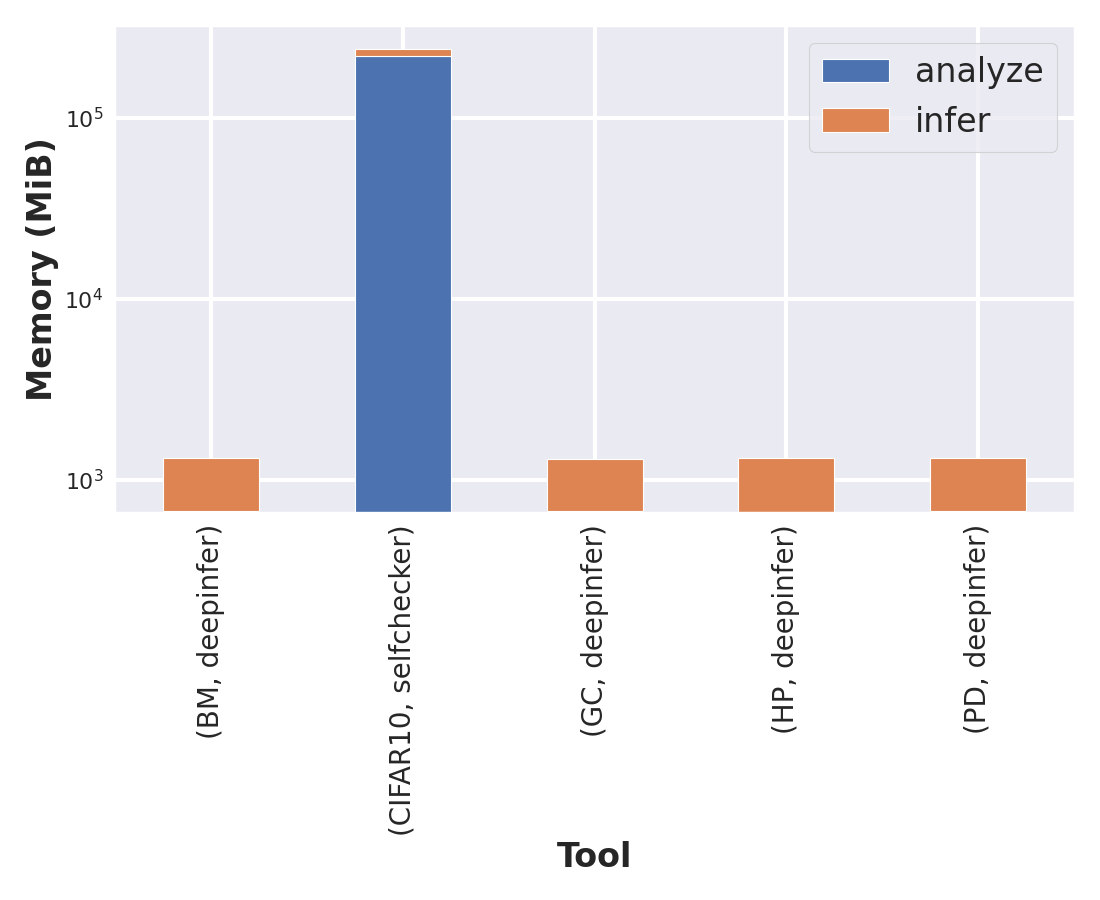 analyze
infer
10^5
10^4
10^3
Memory (MiB)
(BM, deepinfer)
(CIFAR10, selfchecker)
(GC, deepinfer)
(HP, deepinfer)
(PD, deepinfer)
Tool